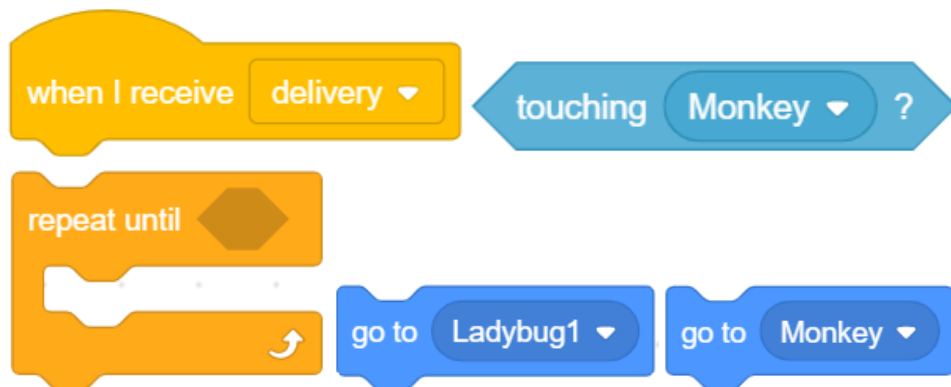 when I receive delivery
touching Monkey ?
repeat until
go to Ladybug1
go to Monkey